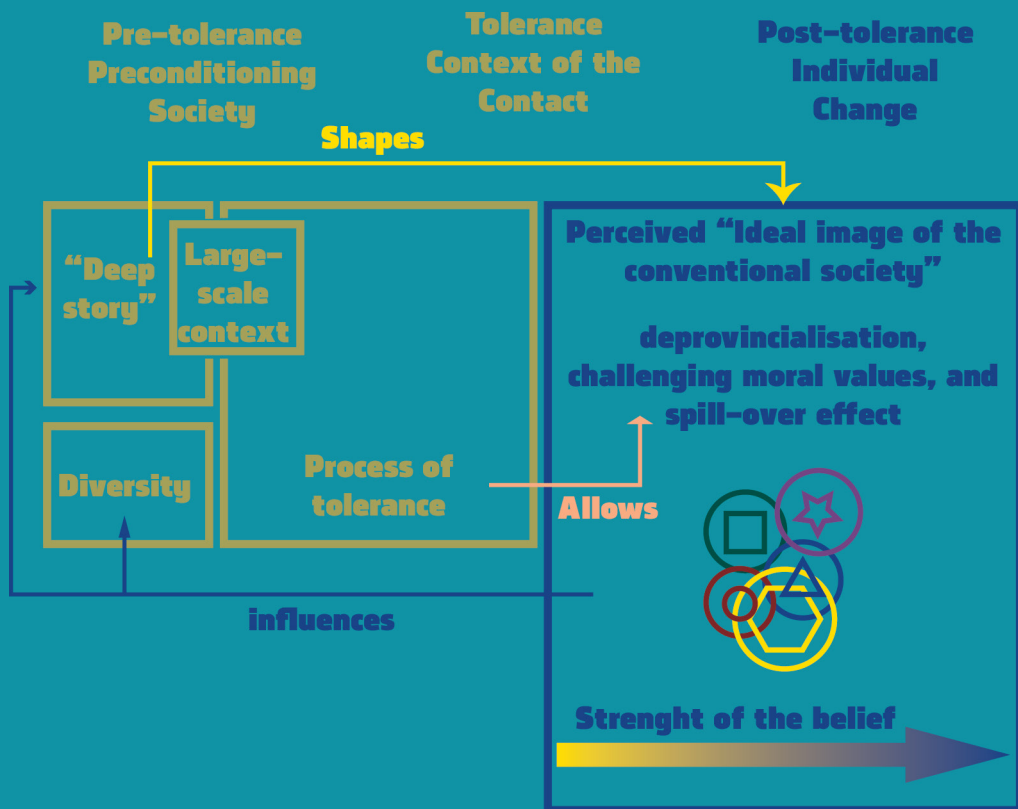 Pre-tolerance
Preconditioning
Society
Tolerance
Context of the
Contact
Post-tolerance
Individual
Change
Shapes
“Deep
story”
Large-
scale
context
Diversity
Process of
tolerance
Perceived “Ideal image of the
conventional society”
deprovincialisation,
challenging moral values, and
spill-over effect
Allows
influences
Strenght of the belief